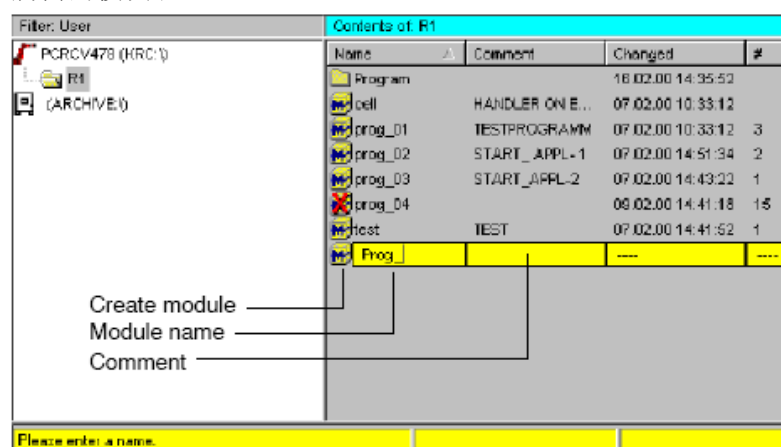 Filter: User
Contents of: R1
PCRCV478 (KRC:\)
R1
(ARCHIVE:\)
Name Comment Changed #
Program 16.02.00 14:35:52
cell HANDLER ON E... 07.02.00 10:33:12
prog_01 TESTPROGRAMM 07.02.00 10:33:12 3
prog_02 START_ APPL-1 07.02.00 14:51:34 2
prog_03 START_APPL-2 07.02.00 14:43:22 1
prog_04 09.02.00 14:41:18 15
test TEST 07.02.00 14:41:52 1
Prog_ ---- ----
Create module
Module name
Comment
Please enter a name.